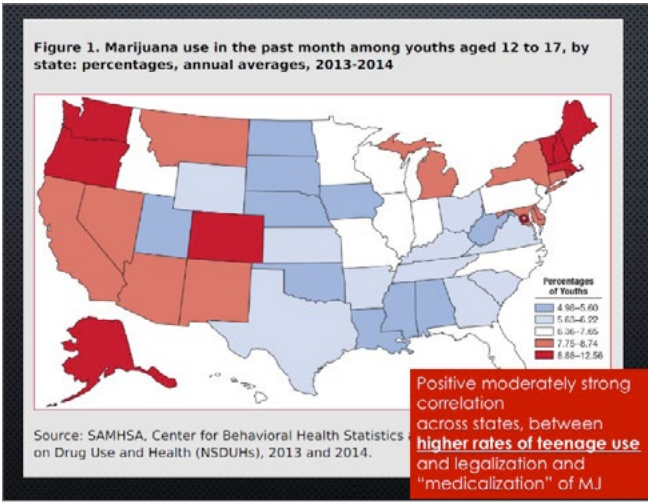 Figure 1. Marijuana use in the past month among youths aged 12 to 17, by
state: percentages, annual averages, 2013-2014
Percentages
of Youths
4.98–5.60
5.63–6.22
6.36–7.65
7.75–8.74
8.88–12.56
Positive moderately strong
correlation
across states, between
higher rates of teenage use
and legalization and
"medicalization" of MJ
Source: SAMHSA, Center for Behavioral Health Statistics
on Drug Use and Health (NSDUHs), 2013 and 2014.